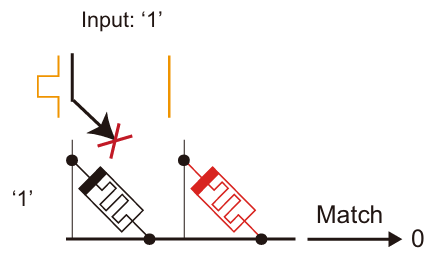 Input: ‘1’
‘1’
Match
0